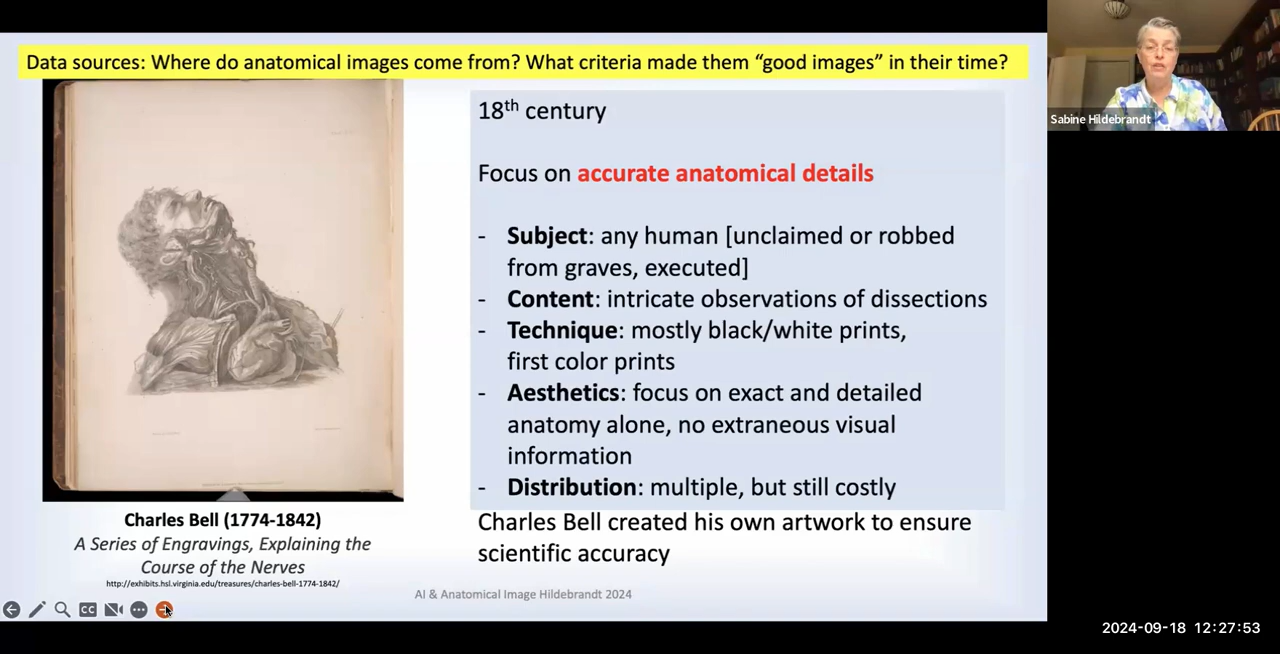 Data sources: Where do anatomical images come from? What criteria made them “good images” in their time?
18th century
Focus on accurate anatomical details
- Subject: any human [unclaimed or robbed
from graves, executed]
- Content: intricate observations of dissections
- Technique: mostly black/white prints,
first color prints
- Aesthetics: focus on exact and detailed
anatomy alone, no extraneous visual
information
- Distribution: multiple, but still costly
Charles Bell created his own artwork to ensure
scientific accuracy
Charles Bell (1774-1842)
A Series of Engravings, Explaining the
Course of the Nerves
http://exhibits.hsl.virginia.edu/treasures/charles-bell-1774-1842/
AI & Anatomical Image Hildebrandt 2024
CC
Sabine Hildebrandt
2024-09-18 12:27:53